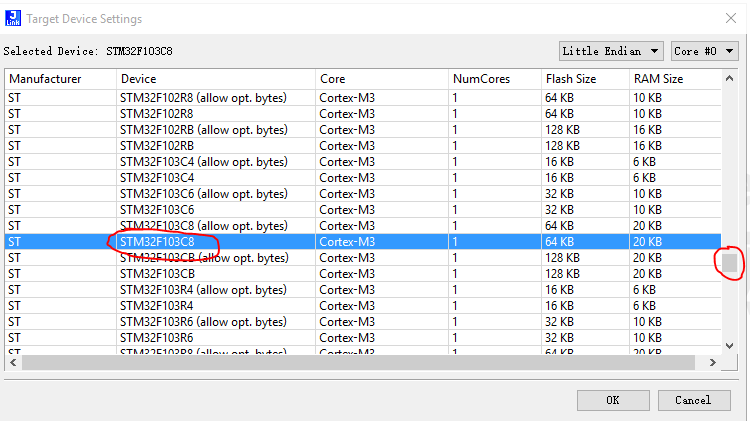 J Link Target Device Settings
Selected Device: STM32F103C8 Little Endian Core #0
Manufacturer Device Core NumCores Flash Size RAM Size
ST STM32F102R8 (allow opt. bytes) Cortex-M3 1 64 KB 10 KB
ST STM32F102R8 Cortex-M3 1 64 KB 10 KB
ST STM32F102RB (allow opt. bytes) Cortex-M3 1 128 KB 16 KB
ST STM32F102RB Cortex-M3 1 128 KB 16 KB
ST STM32F103C4 (allow opt. bytes) Cortex-M3 1 16 KB 6 KB
ST STM32F103C4 Cortex-M3 1 16 KB 6 KB
ST STM32F103C6 (allow opt. bytes) Cortex-M3 1 32 KB 10 KB
ST STM32F103C6 Cortex-M3 1 32 KB 10 KB
ST STM32F103C8 (allow opt. bytes) Cortex-M3 1 64 KB 20 KB
ST STM32F103C8 Cortex-M3 1 64 KB 20 KB
ST STM32F103CB (allow opt. bytes) Cortex-M3 1 128 KB 20 KB
ST STM32F103CB Cortex-M3 1 128 KB 20 KB
ST STM32F103R4 (allow opt. bytes) Cortex-M3 1 16 KB 6 KB
ST STM32F103R4 Cortex-M3 1 16 KB 6 KB
ST STM32F103R6 (allow opt. bytes) Cortex-M3 1 32 KB 10 KB
ST STM32F103R6 Cortex-M3 1 32 KB 10 KB
ST STM32F103R8 (allow opt. bytes) Cortex-M3 1 64 KB 20 KB
OK Cancel